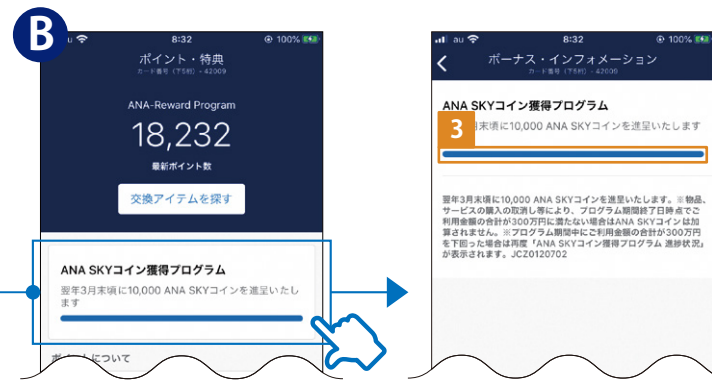 B
au 8:32 100%
ポイント・特典
カード番号（下5桁）- 42009
ANA-Reward Program
18,232
最新ポイント数
交換アイテムを探す
ANA SKYコイン獲得プログラム
翌年3月末頃に10,000 ANA SKYコインを進呈いたし
ます
ポイントについて
au 8:32 100%
ボーナス・インフォメーション
カード番号（下5桁）- 42009
ANA SKYコイン獲得プログラム
3
月末頃に10,000 ANA SKYコインを進呈いたします
翌年3月末頃に10,000 ANA SKYコインを進呈いたします。※物品、
サービスの購入の取消し等により、プログラム期間終了日時点でご
利用金額の合計が300万円に満たない場合はANA SKYコインは加
算されません。※プログラム期間中にご利用金額の合計が300万円
を下回った場合は再度「ANA SKYコイン獲得プログラム 進捗状況」
が表示されます。JCZ0120702